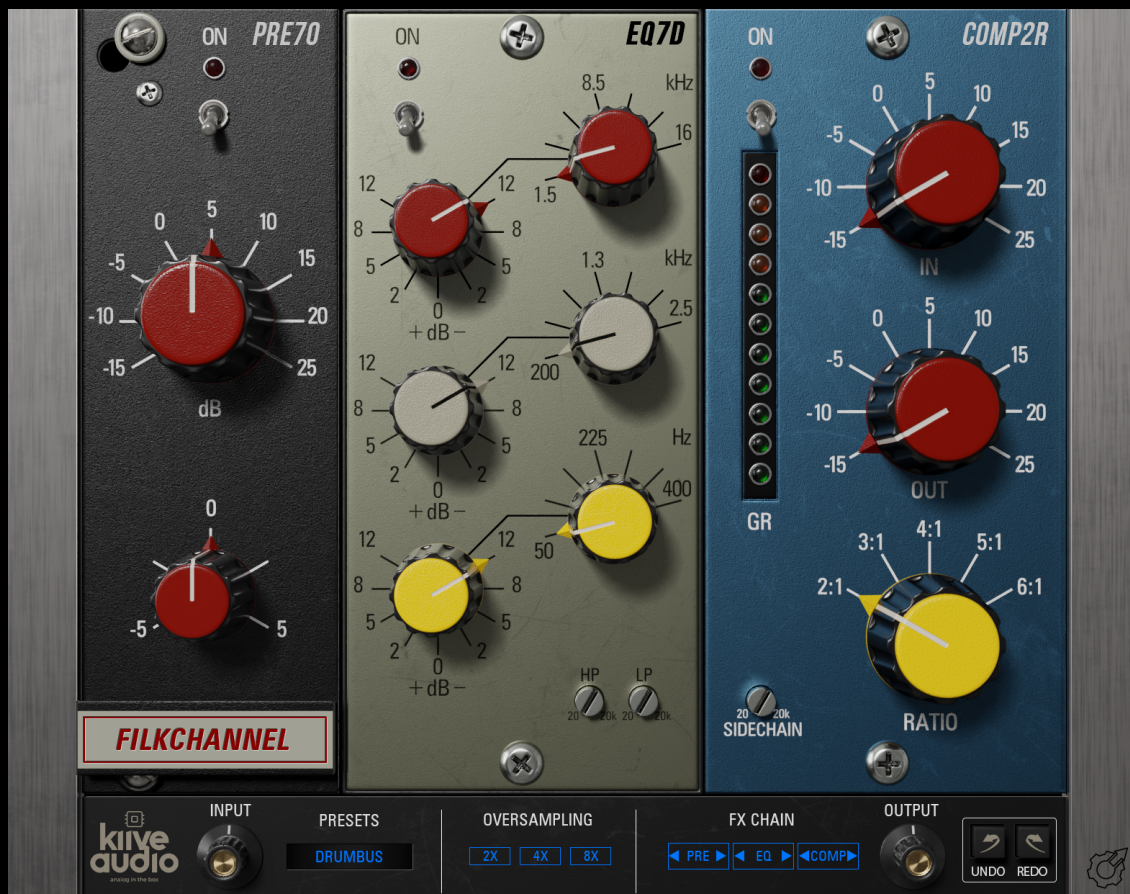 ON PRE70
0 5 10
-5 15
-10 20
-15 25
dB
0
-5 5
FILKCHANNEL
ON EQ7D
8.5 kHz
16
1.5
12 12
8 8
5 5
2 2
0
+dB-
1.3 kHz
2.5
200
12 12
8 8
5 5
2 2
0
+dB-
225 Hz
400
50
12 12
8 8
5 5
2 2
0
+dB-
HP LP
20 20k 20 20k
ON COMP2R
0 5 10
-5 15
-10 20
-15 25
IN
0 5 10
-5 15
-10 20
-15 25
OUT
GR
3:1 4:1 5:1
2:1 6:1
RATIO
20 20k
SIDECHAIN
kiive
audio
analog in the box
INPUT
PRESETS
DRUMBUS
OVERSAMPLING
2X 4X 8X
FX CHAIN
PRE EQ COMP
OUTPUT
UNDO REDO